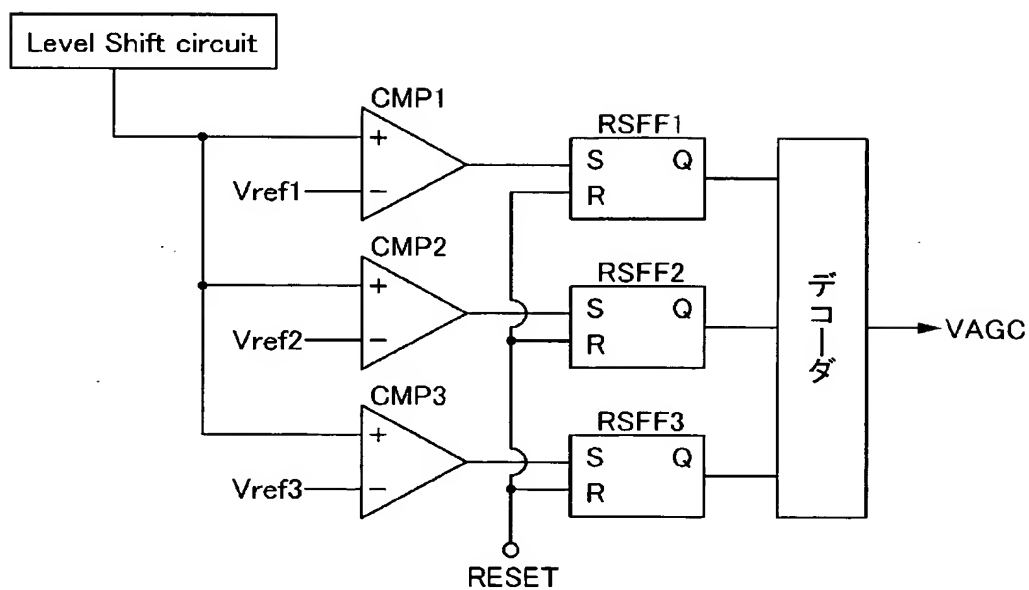 Level Shift circuit
CMP1
+
Vref1
−
RSFF1
S Q
R
CMP2
+
Vref2
−
RSFF2
S Q
R
CMP3
+
Vref3
−
RSFF3
S Q
R
デコーダ
VAGC
RESET